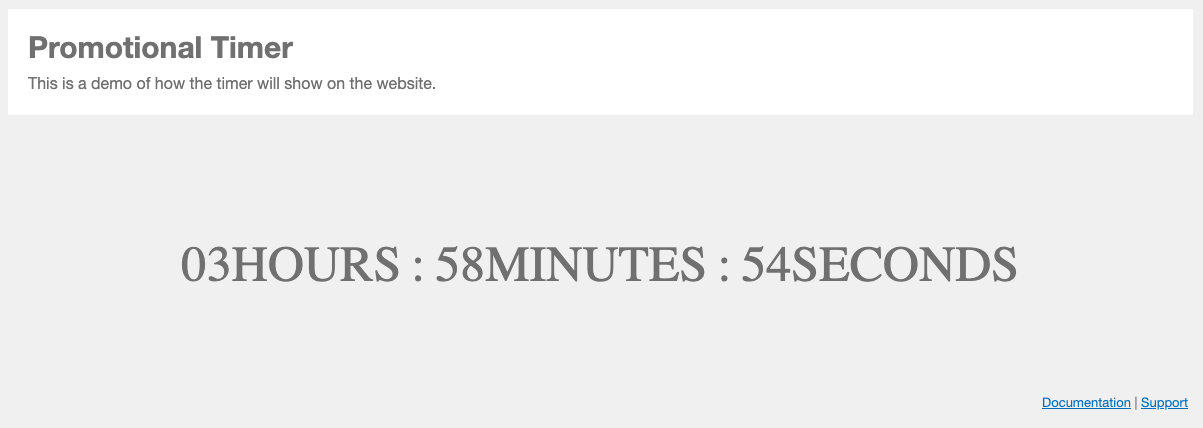 Promotional Timer
This is a demo of how the timer will show on the website.
03HOURS : 58MINUTES : 54SECONDS
Documentation | Support